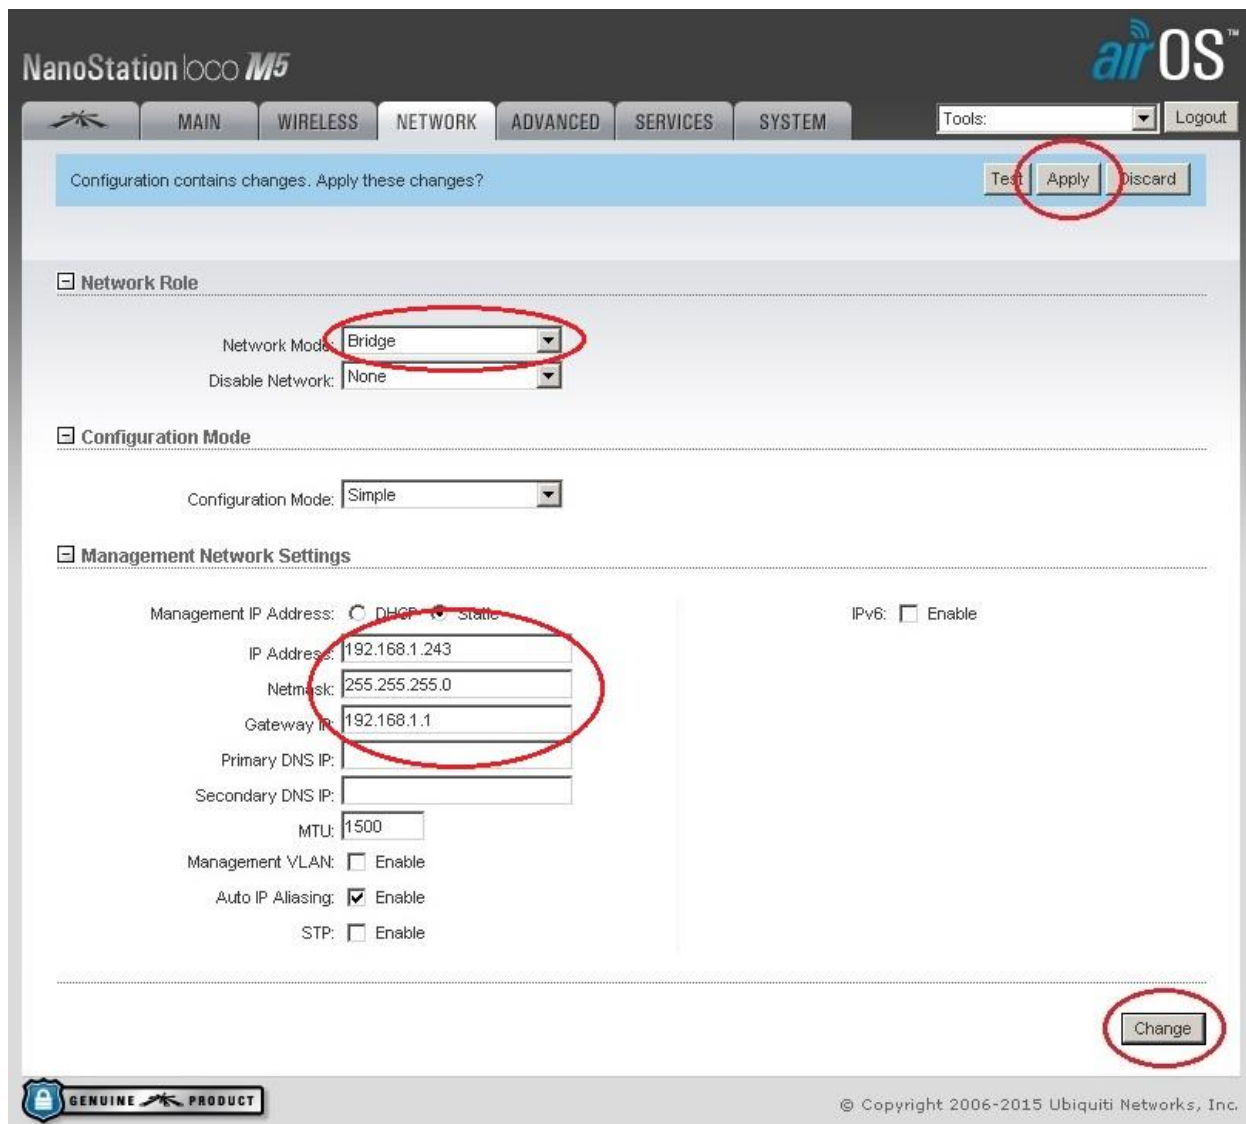 NanoStation loco M5
airOS™
MAIN WIRELESS NETWORK ADVANCED SERVICES SYSTEM Tools: Logout
Configuration contains changes. Apply these changes? Test Apply Discard
Network Role
Network Mode: Bridge
Disable Network: None
Configuration Mode
Configuration Mode: Simple
Management Network Settings
Management IP Address: DHCP Static IPv6: Enable
IP Address: 192.168.1.243
Netmask: 255.255.255.0
Gateway IP: 192.168.1.1
Primary DNS IP:
Secondary DNS IP:
MTU: 1500
Management VLAN: Enable
Auto IP Aliasing: Enable
STP: Enable
Change
GENUINE PRODUCT
© Copyright 2006-2015 Ubiquiti Networks, Inc.